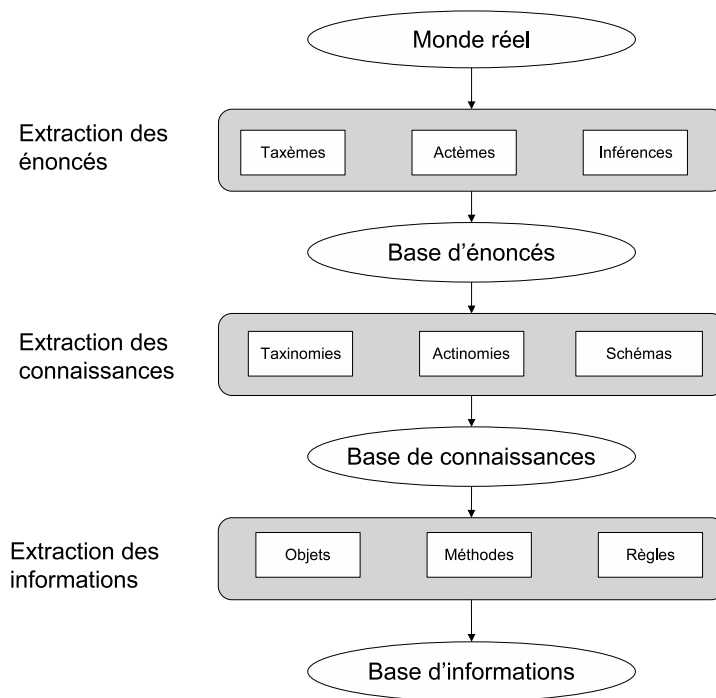 Monde réel
Extraction des
énoncés
Taxèmes
Actèmes
Inférences
Base d'énoncés
Extraction des
connaissances
Taxinomies
Actinomies
Schémas
Base de connaissances
Extraction des
informations
Objets
Méthodes
Règles
Base d'informations